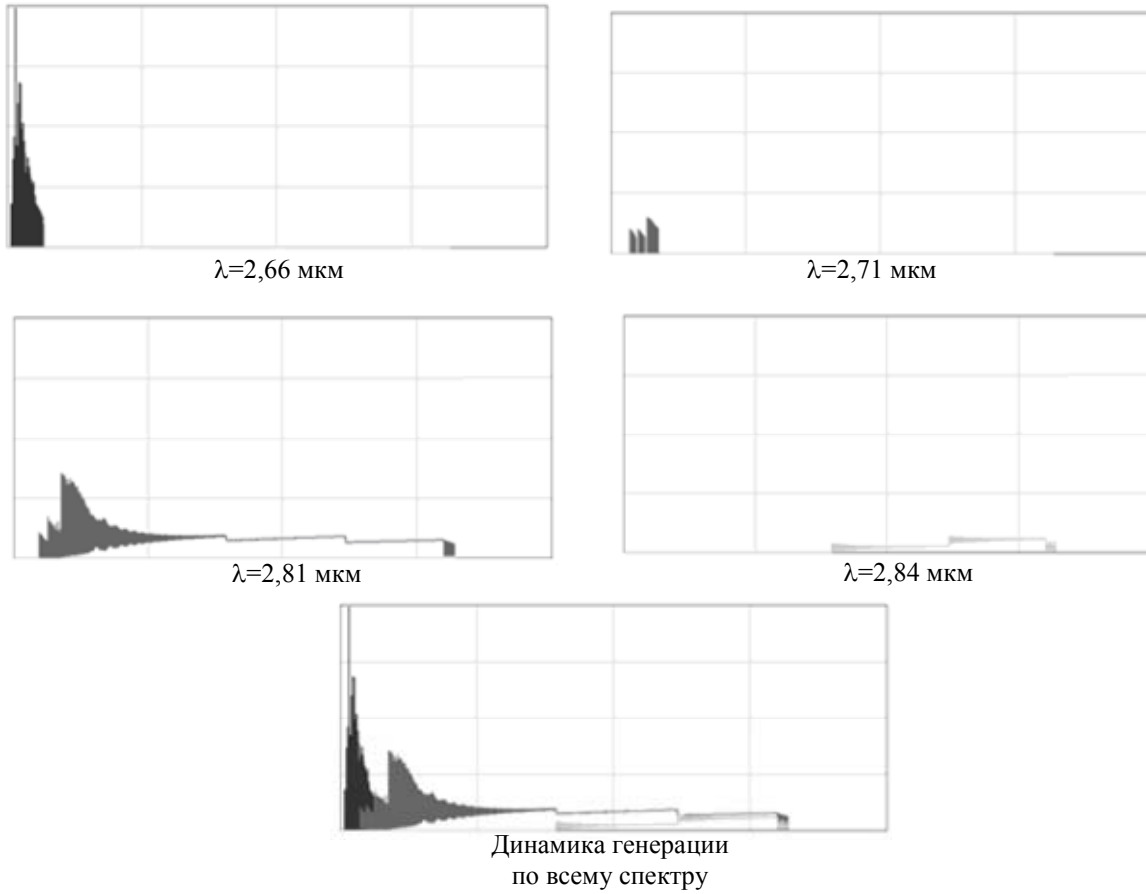 λ=2,66 мкм
λ=2,71 мкм
λ=2,81 мкм
λ=2,84 мкм
Динамика генерации
по всему спектру